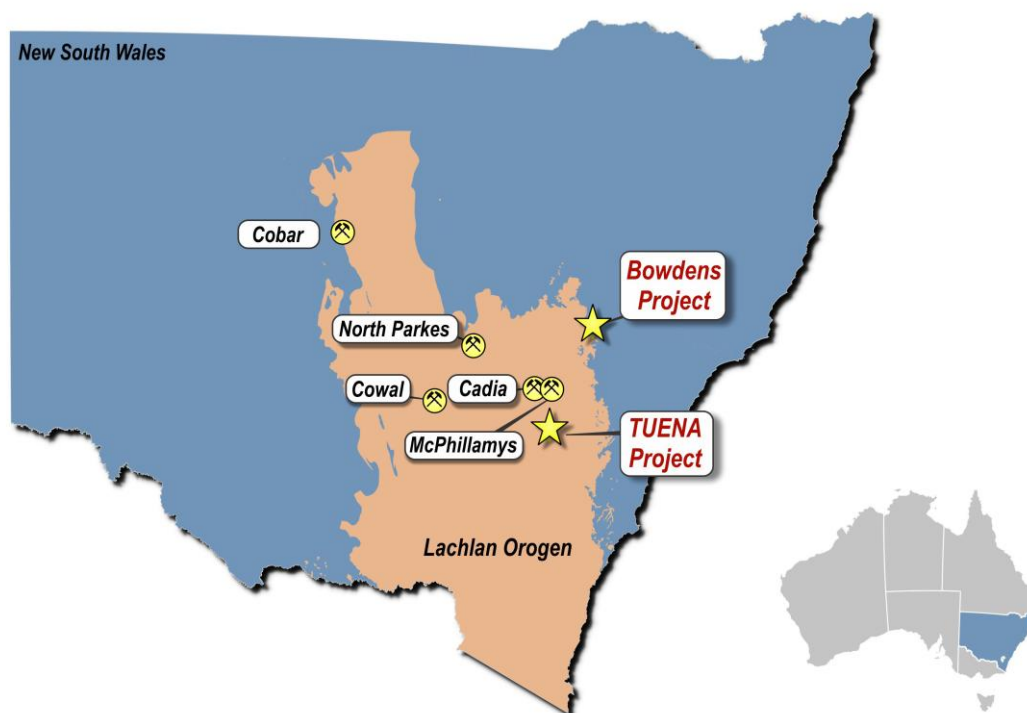 New South Wales
Cobar
Bowdens
Project
North Parkes
Cowal
Cadia
McPhillamys
TUENA
Project
Lachlan Orogen